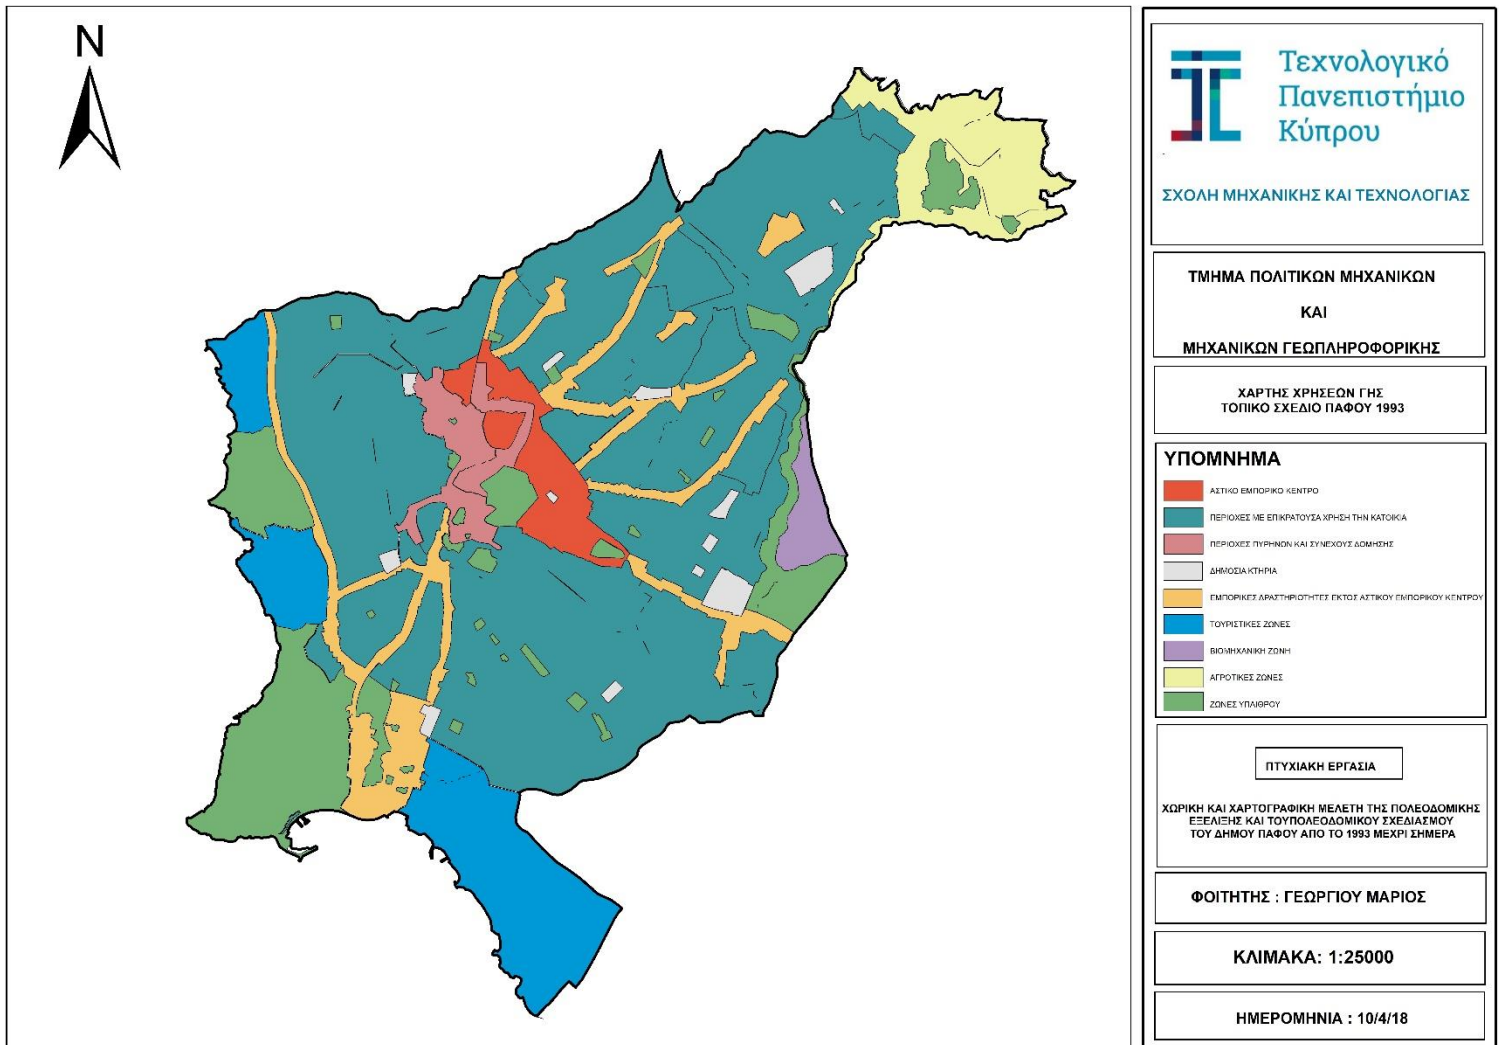 N
Τεχνολογικό
Πανεπιστήμιο
Κύπρου
ΣΧΟΛΗ ΜΗΧΑΝΙΚΗΣ ΚΑΙ ΤΕΧΝΟΛΟΓΙΑΣ
ΤΜΗΜΑ ΠΟΛΙΤΙΚΩΝ ΜΗΧΑΝΙΚΩΝ
ΚΑΙ
ΜΗΧΑΝΙΚΩΝ ΓΕΩΠΛΗΡΟΦΟΡΙΚΗΣ
ΧΑΡΤΗΣ ΧΡΗΣΕΩΝ ΓΗΣ
ΤΟΠΙΚΟ ΣΧΕΔΙΟ ΠΑΦΟΥ 1993
ΥΠΟΜΝΗΜΑ
ΑΣΤΙΚΟ ΕΜΠΟΡΙΚΟ ΚΕΝΤΡΟ
ΠΕΡΙΟΧΕΣ ΜΕ ΕΠΙΚΡΑΤΟΥΣΑ ΧΡΗΣΗ ΤΗΝ ΚΑΤΟΙΚΙΑ
ΠΕΡΙΟΧΕΣ ΠΥΡΗΝΩΝ ΚΑΙ ΣΥΝΕΧΟΥΣ ΔΟΜΗΣΗΣ
ΔΗΜΟΣΙΑ ΚΤΗΡΙΑ
ΕΜΠΟΡΙΚΕΣ ΔΡΑΣΤΗΡΙΟΤΗΤΕΣ ΕΚΤΟΣ ΑΣΤΙΚΟΥ ΕΜΠΟΡΙΚΟΥ ΚΕΝΤΡΟΥ
ΤΟΥΡΙΣΤΙΚΕΣ ΖΩΝΕΣ
ΒΙΟΜΗΧΑΝΙΚΗ ΖΩΝΗ
ΑΓΡΟΤΙΚΕΣ ΖΩΝΕΣ
ΖΩΝΕΣ ΥΠΑΙΘΡΟΥ
ΠΤΥΧΙΑΚΗ ΕΡΓΑΣΙΑ
ΧΩΡΙΚΗ ΚΑΙ ΧΑΡΤΟΓΡΑΦΙΚΗ ΜΕΛΕΤΗ ΤΗΣ ΠΟΛΕΟΔΟΜΙΚΗΣ
ΕΞΕΛΙΞΗΣ ΚΑΙ ΤΟΥΠΟΛΕΟΔΟΜΙΚΟΥ ΣΧΕΔΙΑΣΜΟΥ
ΤΟΥ ΔΗΜΟΥ ΠΑΦΟΥ ΑΠΟ ΤΟ 1993 ΜΕΧΡΙ ΣΗΜΕΡΑ
ΦΟΙΤΗΤΗΣ : ΓΕΩΡΓΙΟΥ ΜΑΡΙΟΣ
ΚΛΙΜΑΚΑ: 1:25000
ΗΜΕΡΟΜΗΝΙΑ : 10/4/18